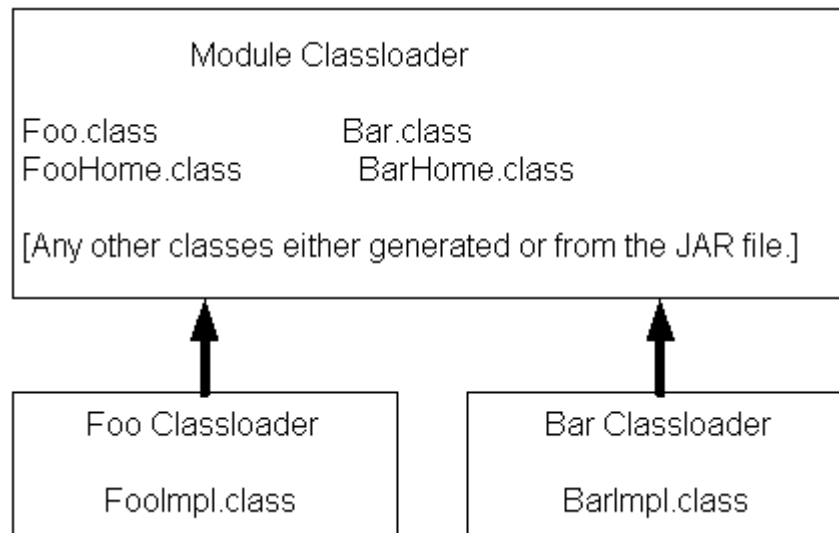 Module Classloader
Foo.class Bar.class
FooHome.class BarHome.class
[Any other classes either generated or from the JAR file.]
Foo Classloader Bar Classloader
FooImpl.class BarImpl.class